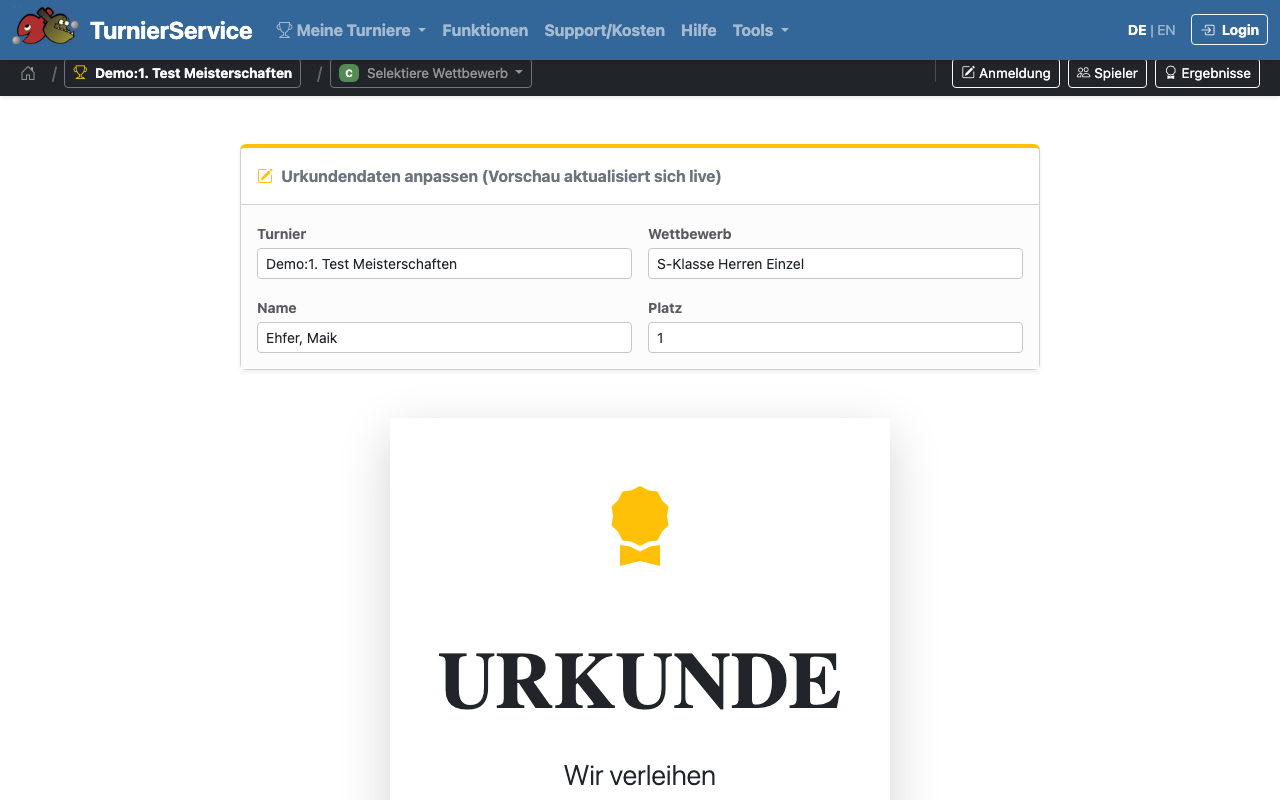 TurnierService Meine Turniere Funktionen Support/Kosten Hilfe Tools DE | EN Login
/ Demo:1. Test Meisterschaften / C Selektiere Wettbewerb Anmeldung Spieler Ergebnisse
Urkundendaten anpassen (Vorschau aktualisiert sich live)
Turnier Wettbewerb
Demo:1. Test Meisterschaften S-Klasse Herren Einzel
Name Platz
Ehfer, Maik 1
URKUNDE
Wir verleihen